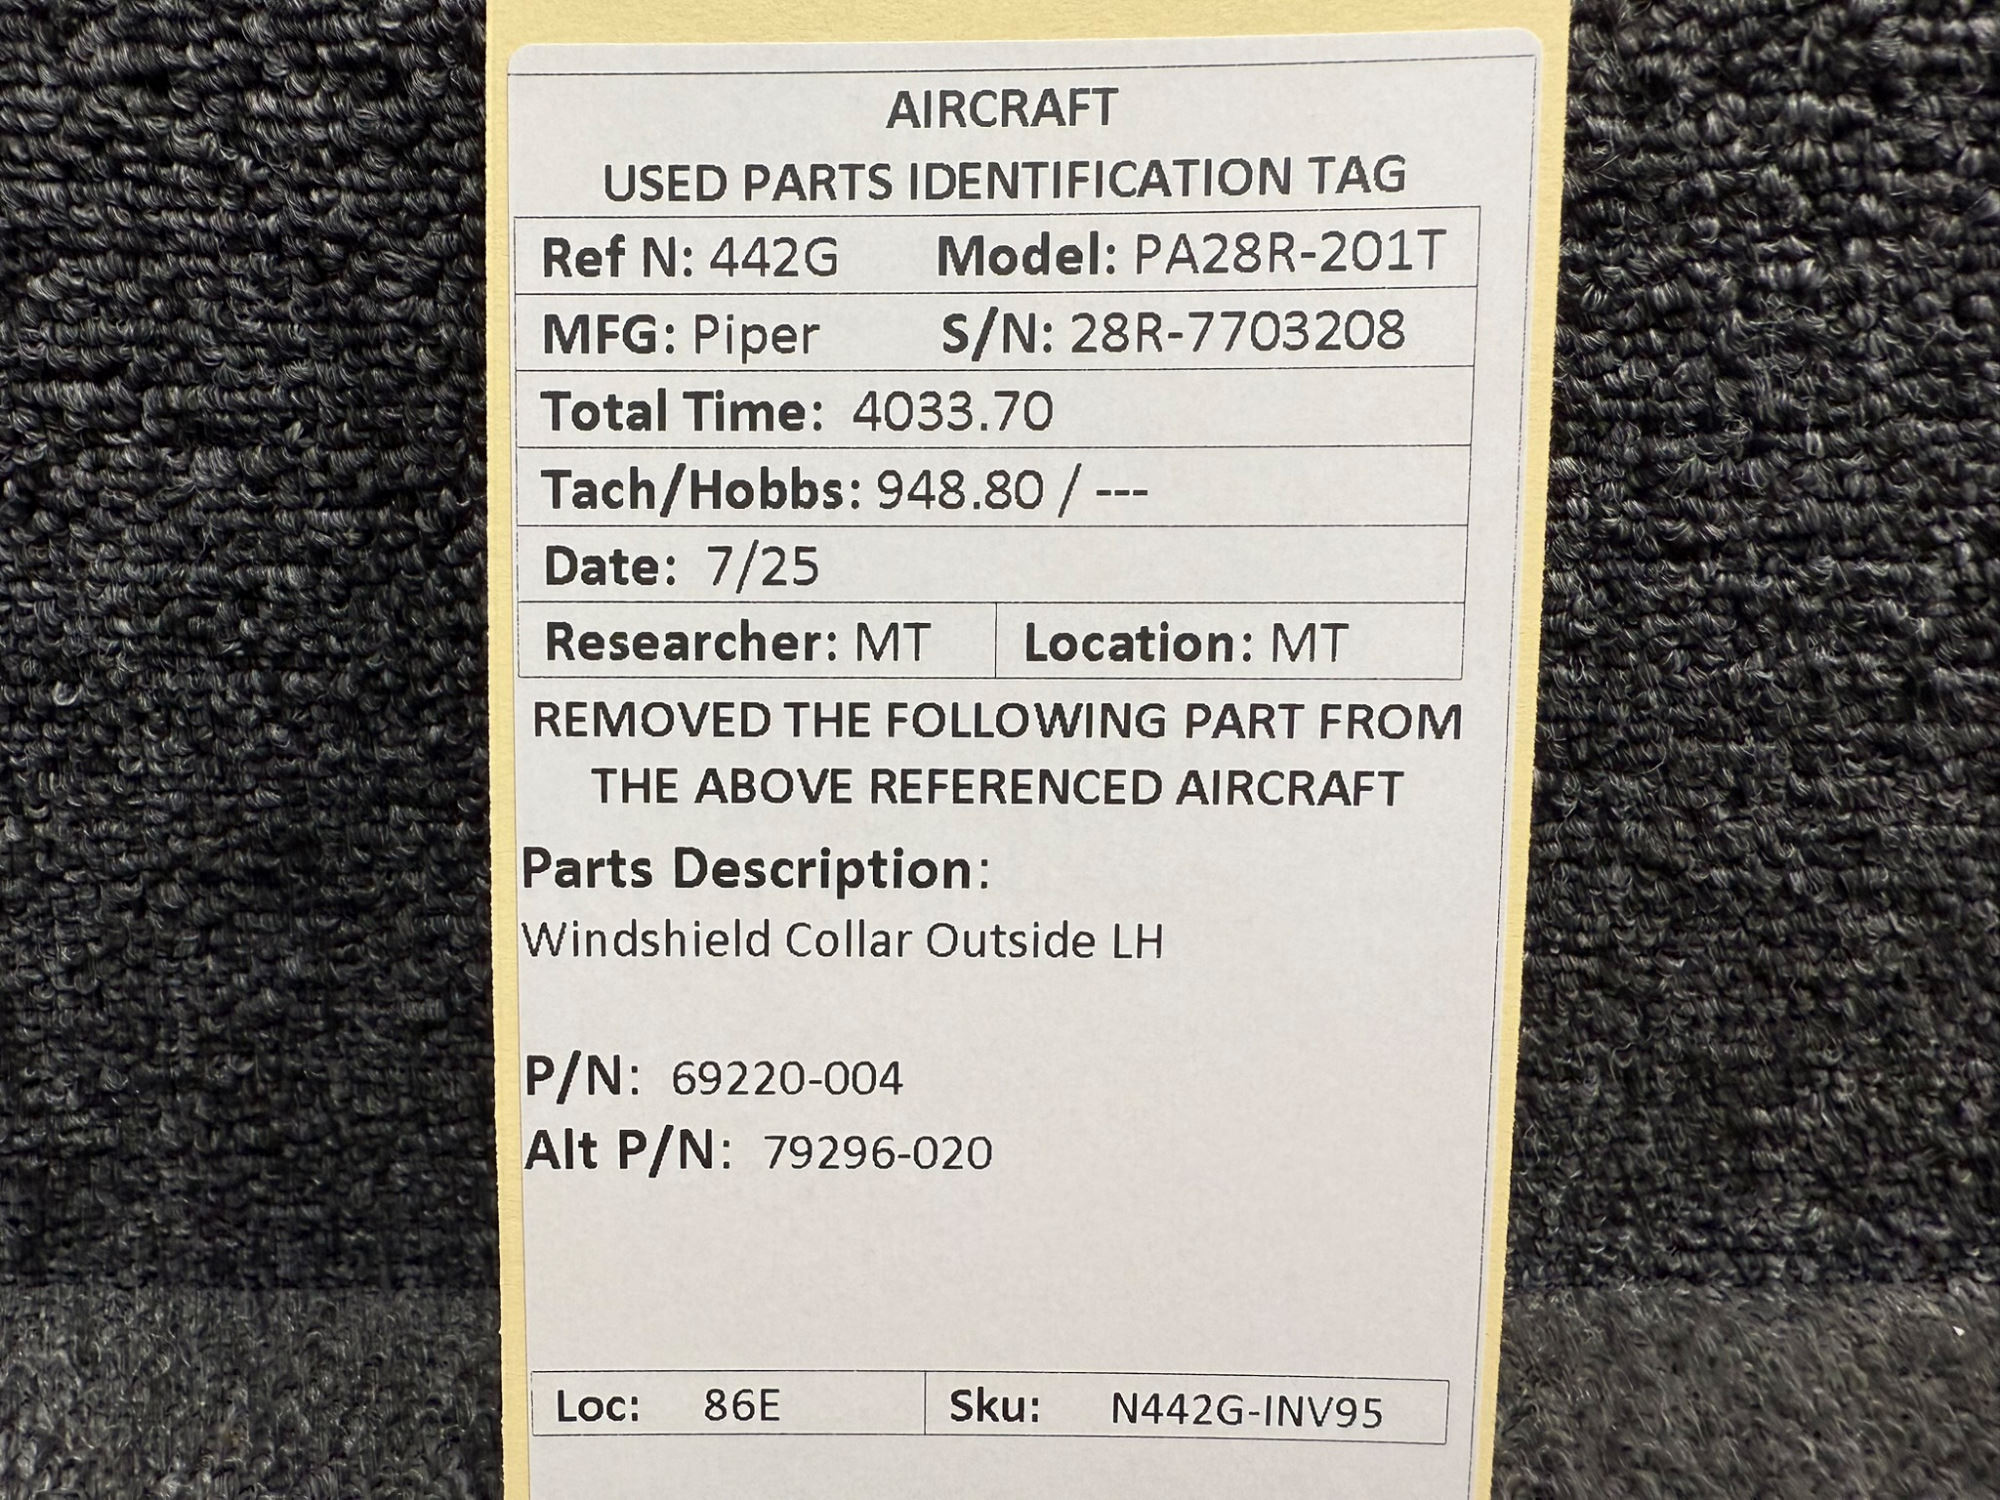 AIRCRAFT
USED PARTS IDENTIFICATION TAG
Ref N: 442G Model: PA28R-201T
MFG: Piper S/N: 28R-7703208
Total Time: 4033.70
Tach/Hobbs: 948.80 / ---
Date: 7/25
Researcher: MT Location: MT
REMOVED THE FOLLOWING PART FROM
THE ABOVE REFERENCED AIRCRAFT
Parts Description:
Windshield Collar Outside LH
P/N: 69220-004
Alt P/N: 79296-020
Loc: 86E Sku: N442G-INV95